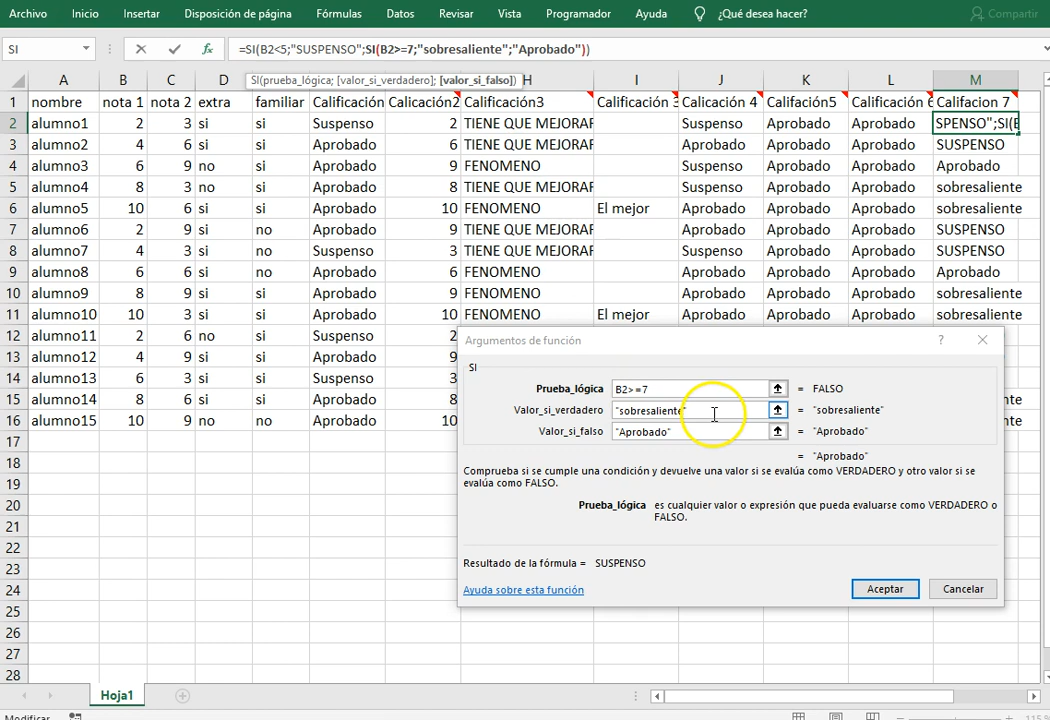 Archivo Inicio Insertar Disposición de página Fórmulas Datos Revisar Vista Programador Ayuda ¿Qué desea hacer? Compartir
SI =SI(B2<5;"SUSPENSO";SI(B2>=7;"sobresaliente";"Aprobado"))
SI(prueba_lógica; [valor_si_verdadero]; [valor_si_falso])
A B C D H I J K L M
1 nombre nota 1 nota 2 extra familiar Calificación Calicación2 Calificación3 Calificación 3 Calicación 4 Califación5 Calificación 6 Califacion 7
2 alumno1 2 3 si si Suspenso 2 TIENE QUE MEJORAR Suspenso Aprobado Aprobado SPENSO";SI(B
3 alumno2 4 6 si si Aprobado 6 TIENE QUE MEJORAR Aprobado Aprobado Aprobado SUSPENSO
4 alumno3 6 9 no si Aprobado 9 FENOMENO Suspenso Aprobado Aprobado Aprobado
5 alumno4 8 3 no si Aprobado 8 TIENE QUE MEJORAR Suspenso Aprobado Aprobado sobresaliente
6 alumno5 10 6 si si Aprobado 10 FENOMENO El mejor Aprobado Aprobado Aprobado sobresaliente
7 alumno6 2 9 si no Aprobado 9 TIENE QUE MEJORAR Aprobado Aprobado Aprobado SUSPENSO
8 alumno7 4 3 si no Suspenso 3 TIENE QUE MEJORAR Suspenso Aprobado Aprobado SUSPENSO
9 alumno8 6 6 si no Aprobado 6 FENOMENO Aprobado Aprobado Aprobado Aprobado
10 alumno9 8 9 si si Aprobado 9 FENOMENO Aprobado Aprobado Aprobado sobresaliente
11 alumno10 10 3 si si Aprobado 10 FENOMENO El mejor Aprobado Aprobado Aprobado sobresaliente
12 alumno11 2 6 no si Suspenso 2
13 alumno12 4 9 si si Aprobado 9
14 alumno13 6 3 si si Suspenso 3
15 alumno14 8 6 si si Aprobado 8
16 alumno15 10 9 no no Aprobado 10
17
18
19
20
21
22
23
24
25
26
27
28
Argumentos de función ?
SI
Prueba_lógica B2>=7 = FALSO
Valor_si_verdadero "sobresaliente" = "sobresaliente"
Valor_si_falso "Aprobado" = "Aprobado"
= "Aprobado"
Comprueba si se cumple una condición y devuelve una valor si se evalúa como VERDADERO y otro valor si se
evalúa como FALSO.
Prueba_lógica es cualquier valor o expresión que pueda evaluarse como VERDADERO o
FALSO.
Resultado de la fórmula = SUSPENSO
Ayuda sobre esta función Aceptar Cancelar
Hoja1
Modificar